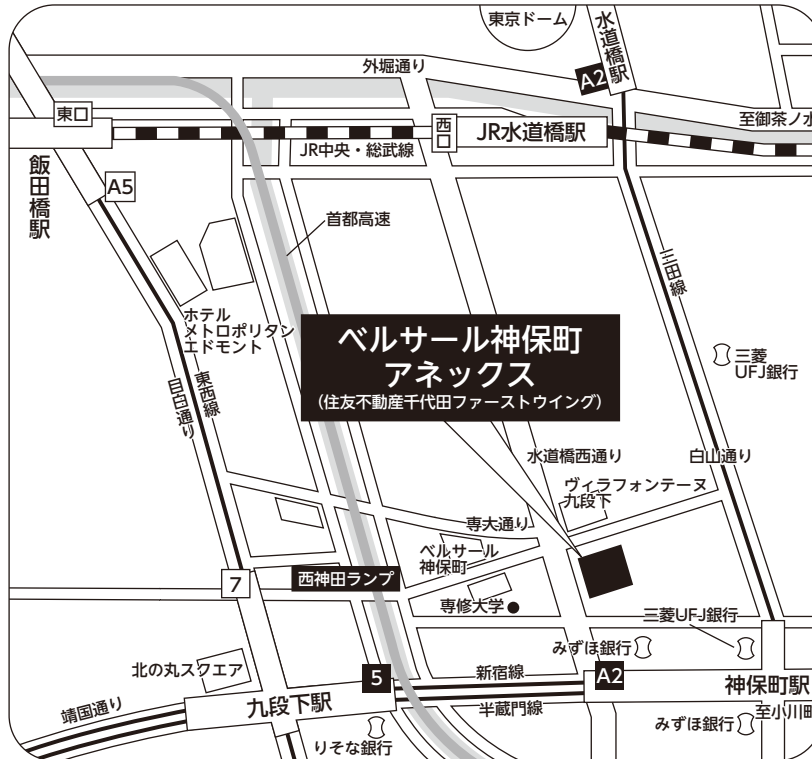 東京ドーム
水道橋駅
外堀通り
A2
東口
西口
JR水道橋駅
至御茶ノ水
JR中央・総武線
飯田橋駅
A5
首都高速
三田線
ホテル
メトロポリタン
エドモント
ベルサール神保町
アネックス
(住友不動産千代田ファーストウイング)
三菱
UFJ銀行
東西線
目白通り
水道橋西通り
白山通り
ヴィラフォンテーヌ
九段下
専大通り
ベルサール
神保町
西神田ランプ
7
専修大学
三菱UFJ銀行
みずほ銀行
北の丸スクエア
5
新宿線
A2
神保町駅
靖国通り
九段下駅
半蔵門線
至小川町
みずほ銀行
りそな銀行